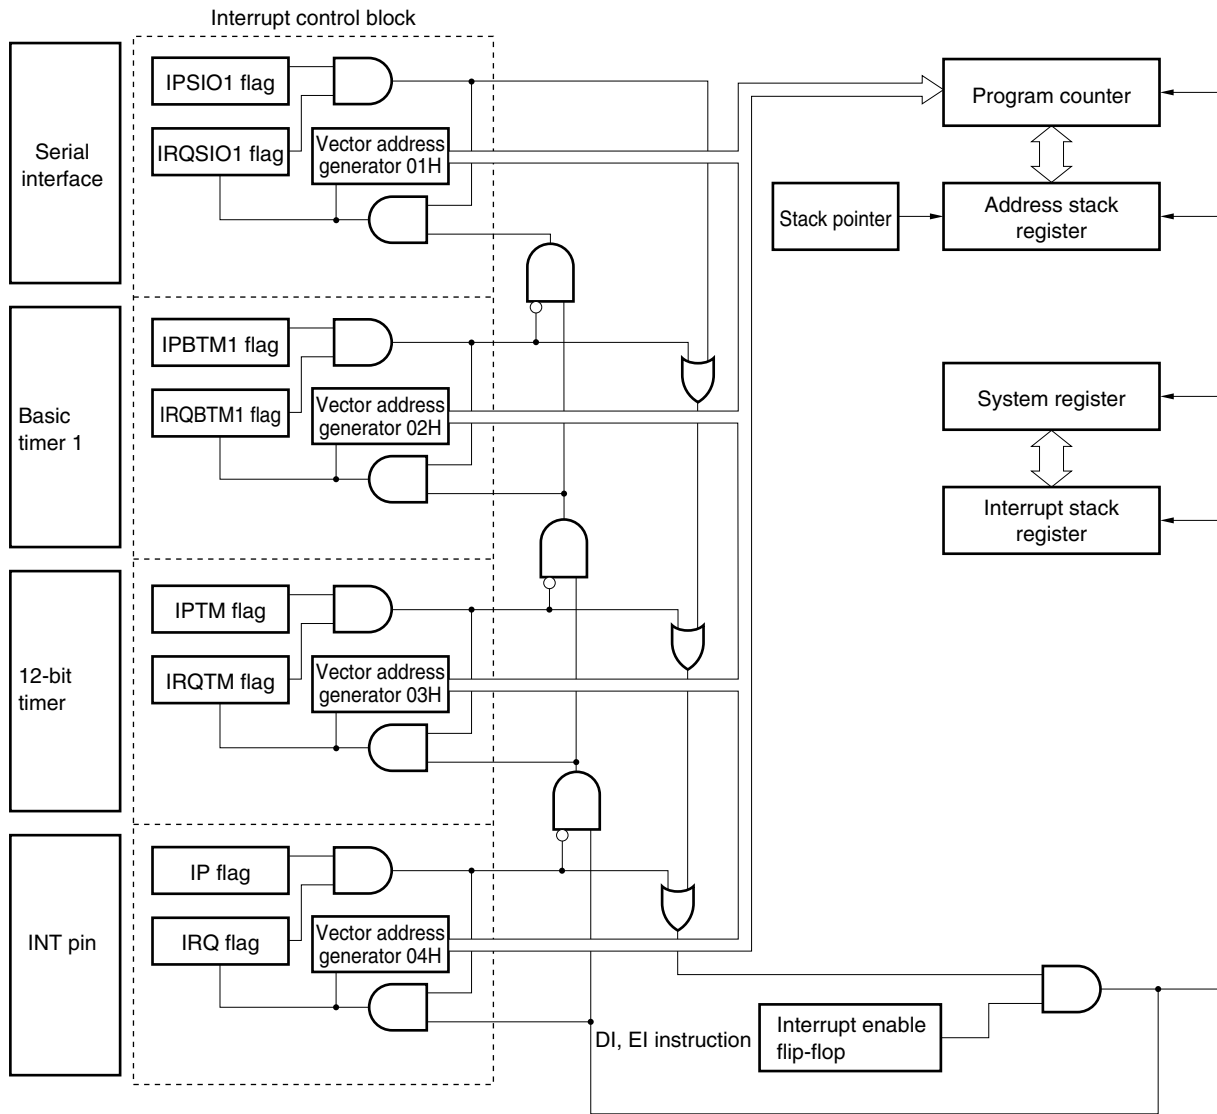 Interrupt control block
Serial
interface
IPSIO1 flag
IRQSIO1 flag
Vector address
generator 01H
Program counter
Stack pointer
Address stack
register
Basic
timer 1
IPBTM1 flag
IRQBTM1 flag
Vector address
generator 02H
System register
Interrupt stack
register
12-bit
timer
IPTM flag
IRQTM flag
Vector address
generator 03H
INT pin
IP flag
IRQ flag
Vector address
generator 04H
DI, EI instruction
Interrupt enable
flip-flop